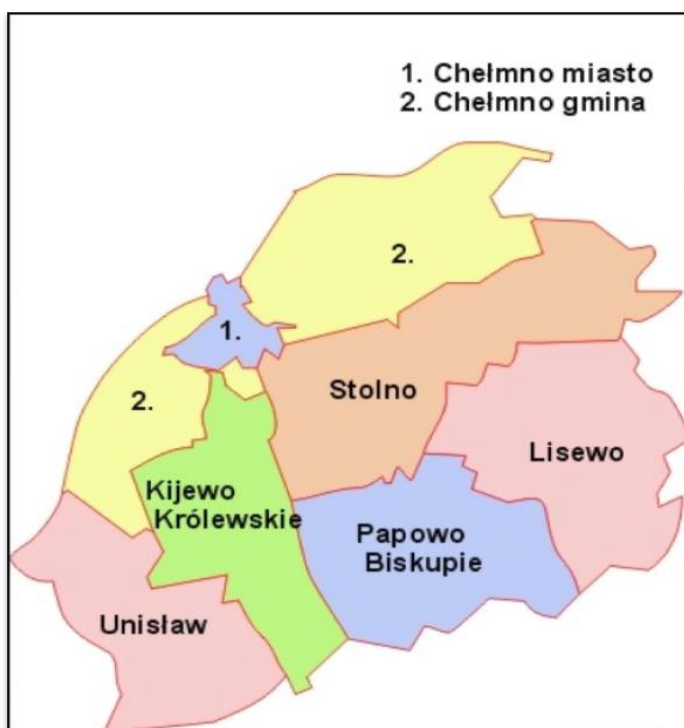 1. Chełmno miasto
2. Chełmno gmina
2.
1.
2.
Stolno
Lisewo
Kijewo
Królewskie
Papowo
Biskupie
Unisław